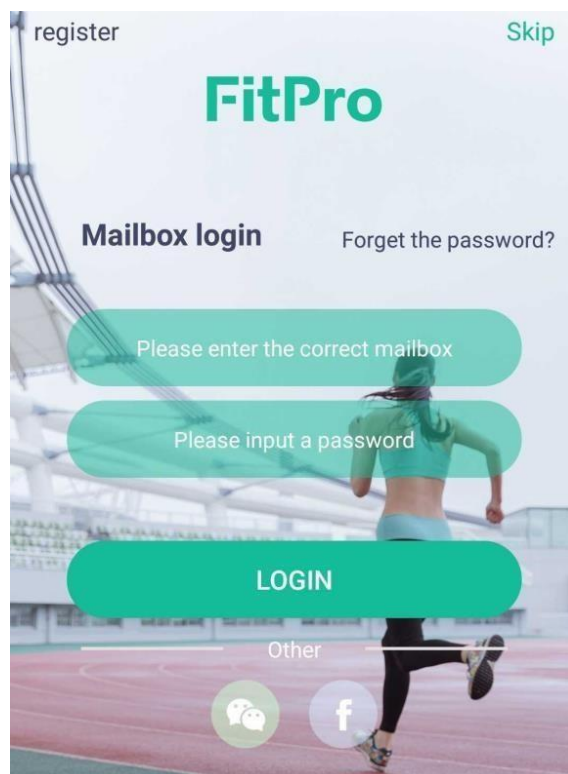 register
Skip
FitPro
Mailbox login
Forget the password?
Please enter the correct mailbox
Please input a password
LOGIN
Other
f